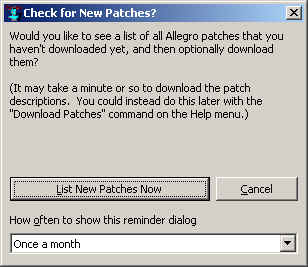 Check for New Patches?
Would you like to see a list of all Allegro patches that you
haven't downloaded yet, and then optionally download
them?
(It may take a minute or so to download the patch
descriptions. You could instead do this later with the
"Download Patches" command on the Help menu.)
List New Patches Now
Cancel
How often to show this reminder dialog
Once a month